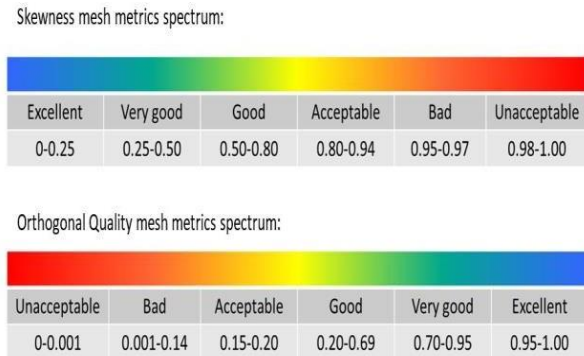 Skewness mesh metrics spectrum:
Excellent Very good Good Acceptable Bad Unacceptable
0-0.25 0.25-0.50 0.50-0.80 0.80-0.94 0.95-0.97 0.98-1.00
Orthogonal Quality mesh metrics spectrum:
Unacceptable Bad Acceptable Good Very good Excellent
0-0.001 0.001-0.14 0.15-0.20 0.20-0.69 0.70-0.95 0.95-1.00